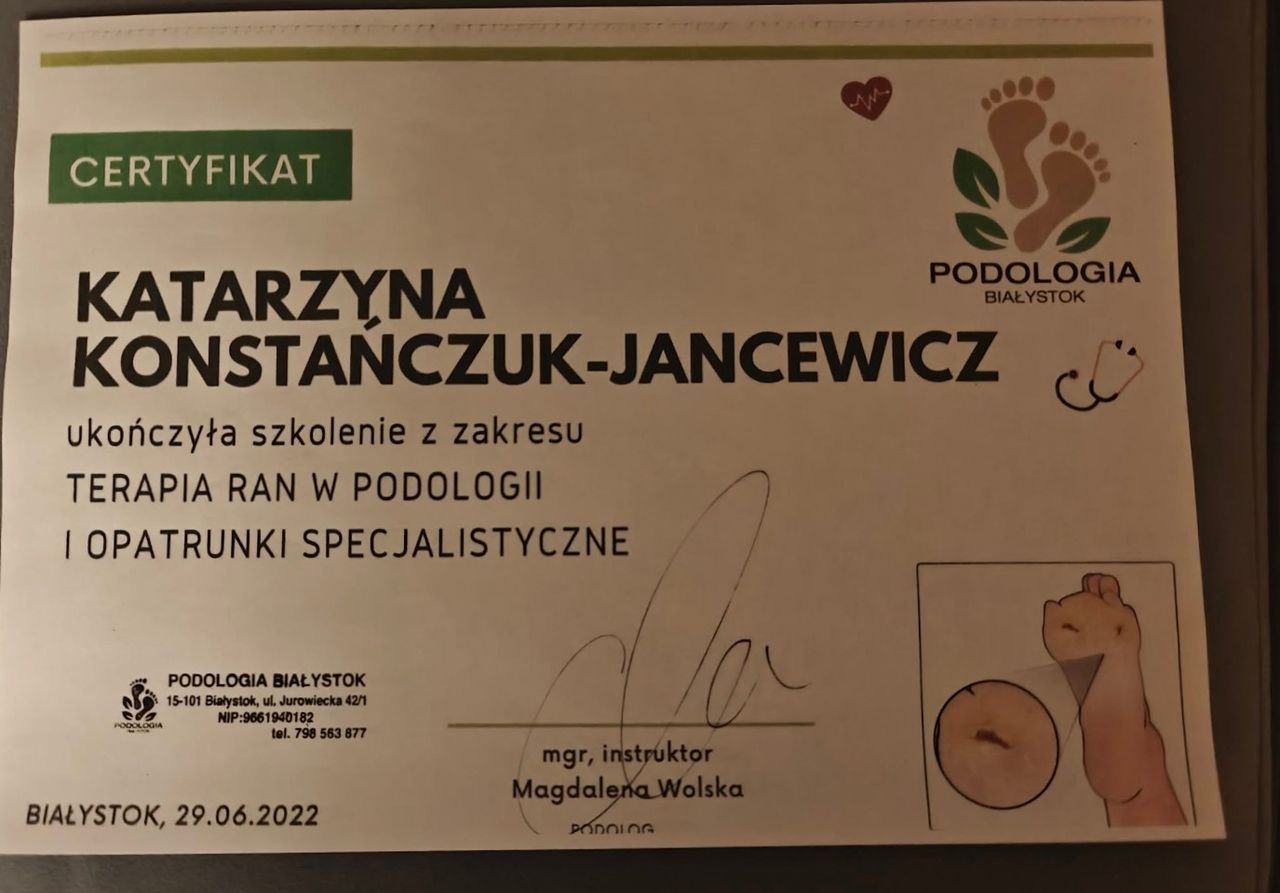 CERTYFIKAT
PODOLOGIA
BIAŁYSTOK
KATARZYNA
KONSTAŃCZUK-JANCEWICZ
ukończyła szkolenie z zakresu
TERAPIA RAN W PODOLOGII
I OPATRUNKI SPECJALISTYCZNE
PODOLOGIA BIAŁYSTOK
15-101 Białystok, ul. Jurowiecka 42/1
NIP:9661940182
tel. 798 563 877
PODOLOGIA
mgr, instruktor
Magdalena Wolska
PODOLOG
BIAŁYSTOK, 29.06.2022